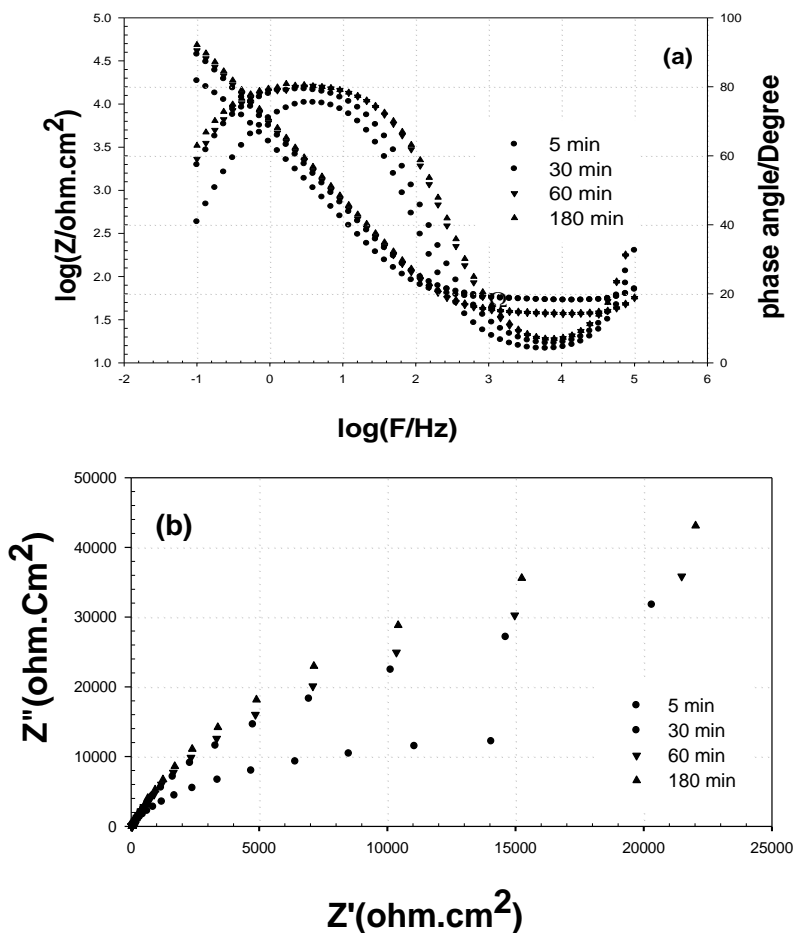 (a)
log(Z/ohm.cm2)
5.0
4.5
4.0
3.5
3.0
2.5
2.0
1.5
1.0
100
80
60
40
20
0
phase angle/Degree
5 min
30 min
60 min
180 min
-2 -1 0 1 2 3 4 5 6
log(F/Hz)
(b)
Z"(ohm.Cm2)
50000
40000
30000
20000
10000
0
5 min
30 min
60 min
180 min
0 5000 10000 15000 20000 25000
Z'(ohm.cm2)